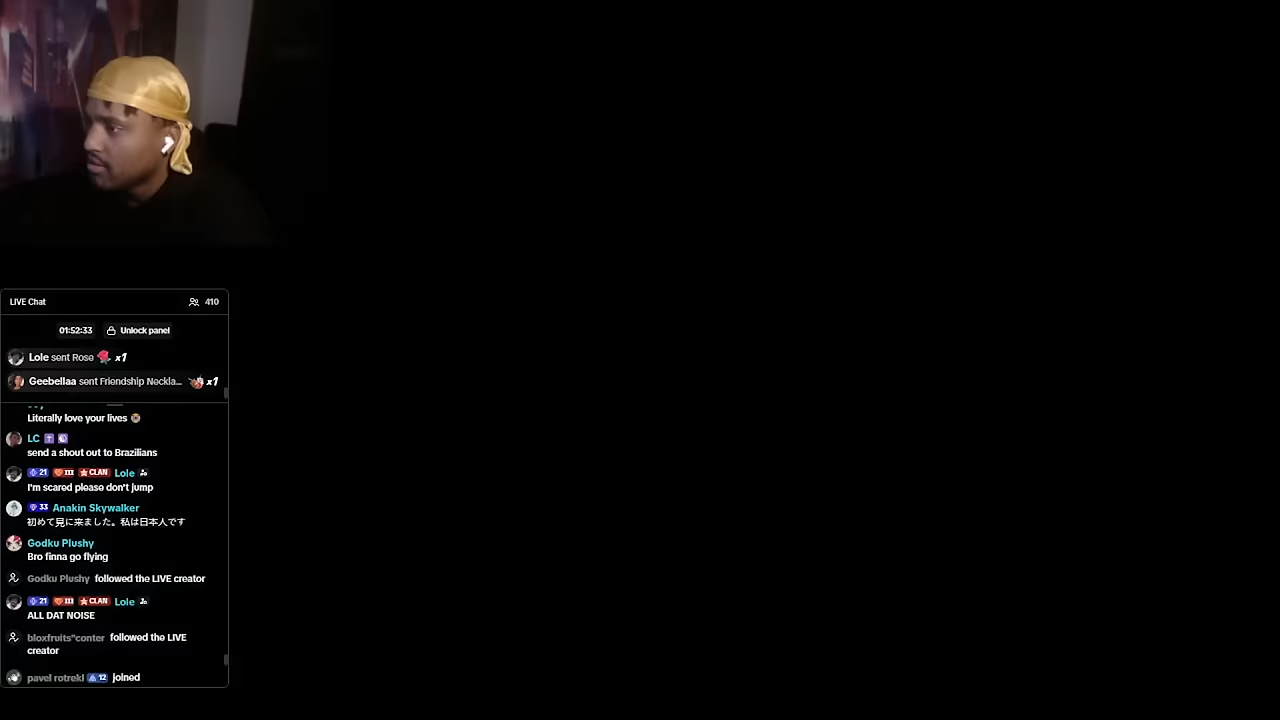 LIVE Chat 410
01:52:33 Unlock panel
Lole sent Rose x1
Geebellaa sent Friendship Neckla... x1
Literally love your lives
LC
send a shout out to Brazilians
21 III CLAN Lole
I'm scared please don't jump
33 Anakin Skywalker
初めて見に来ました。私は日本人です
Godku Plushy
Bro finna go flying
Godku Plushy followed the LIVE creator
21 III CLAN Lole
ALL DAT NOISE
bloxfruits"conter followed the LIVE
creator
pavel rotrekl 12 joined